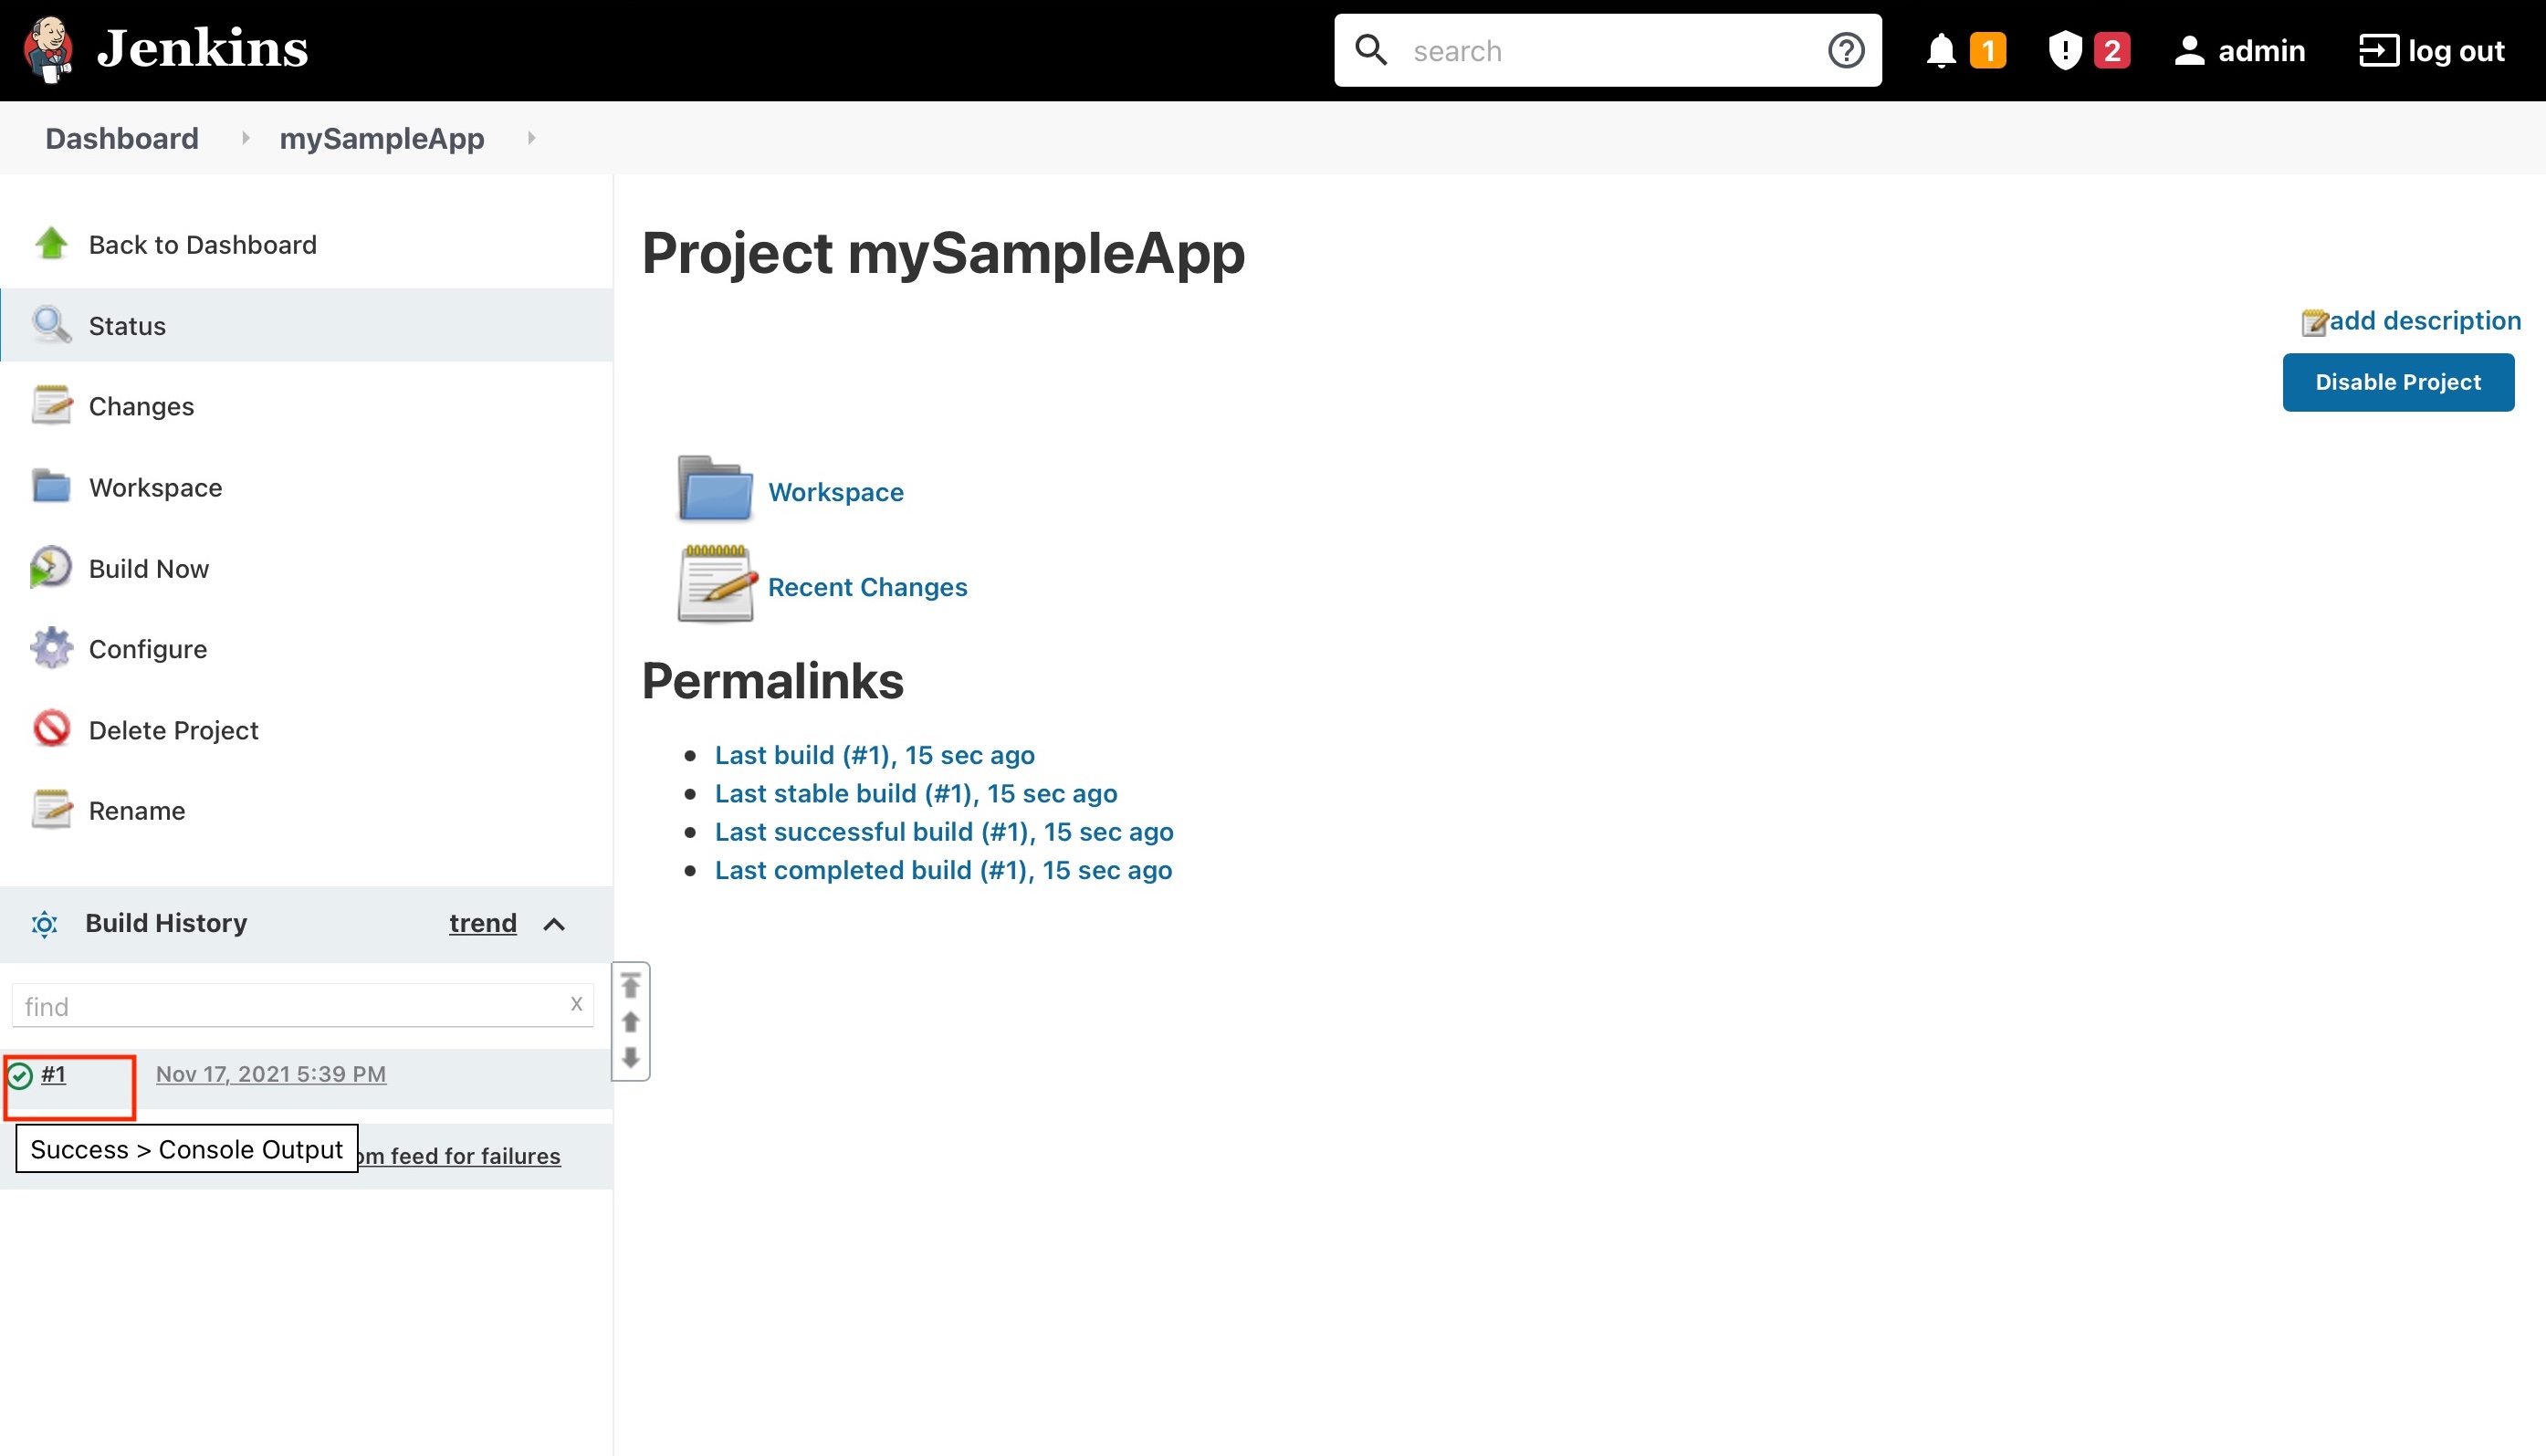 Jenkins
search
1
2
admin
log out
Dashboard
mySampleApp
Back to Dashboard
Status
Changes
Workspace
Build Now
Configure
Delete Project
Rename
Build History
trend
find
x
#1
Nov 17, 2021 5:39 PM
Success > Console Output
om feed for failures
Project mySampleApp
add description
Disable Project
Workspace
Recent Changes
Permalinks
Last build (#1), 15 sec ago
Last stable build (#1), 15 sec ago
Last successful build (#1), 15 sec ago
Last completed build (#1), 15 sec ago